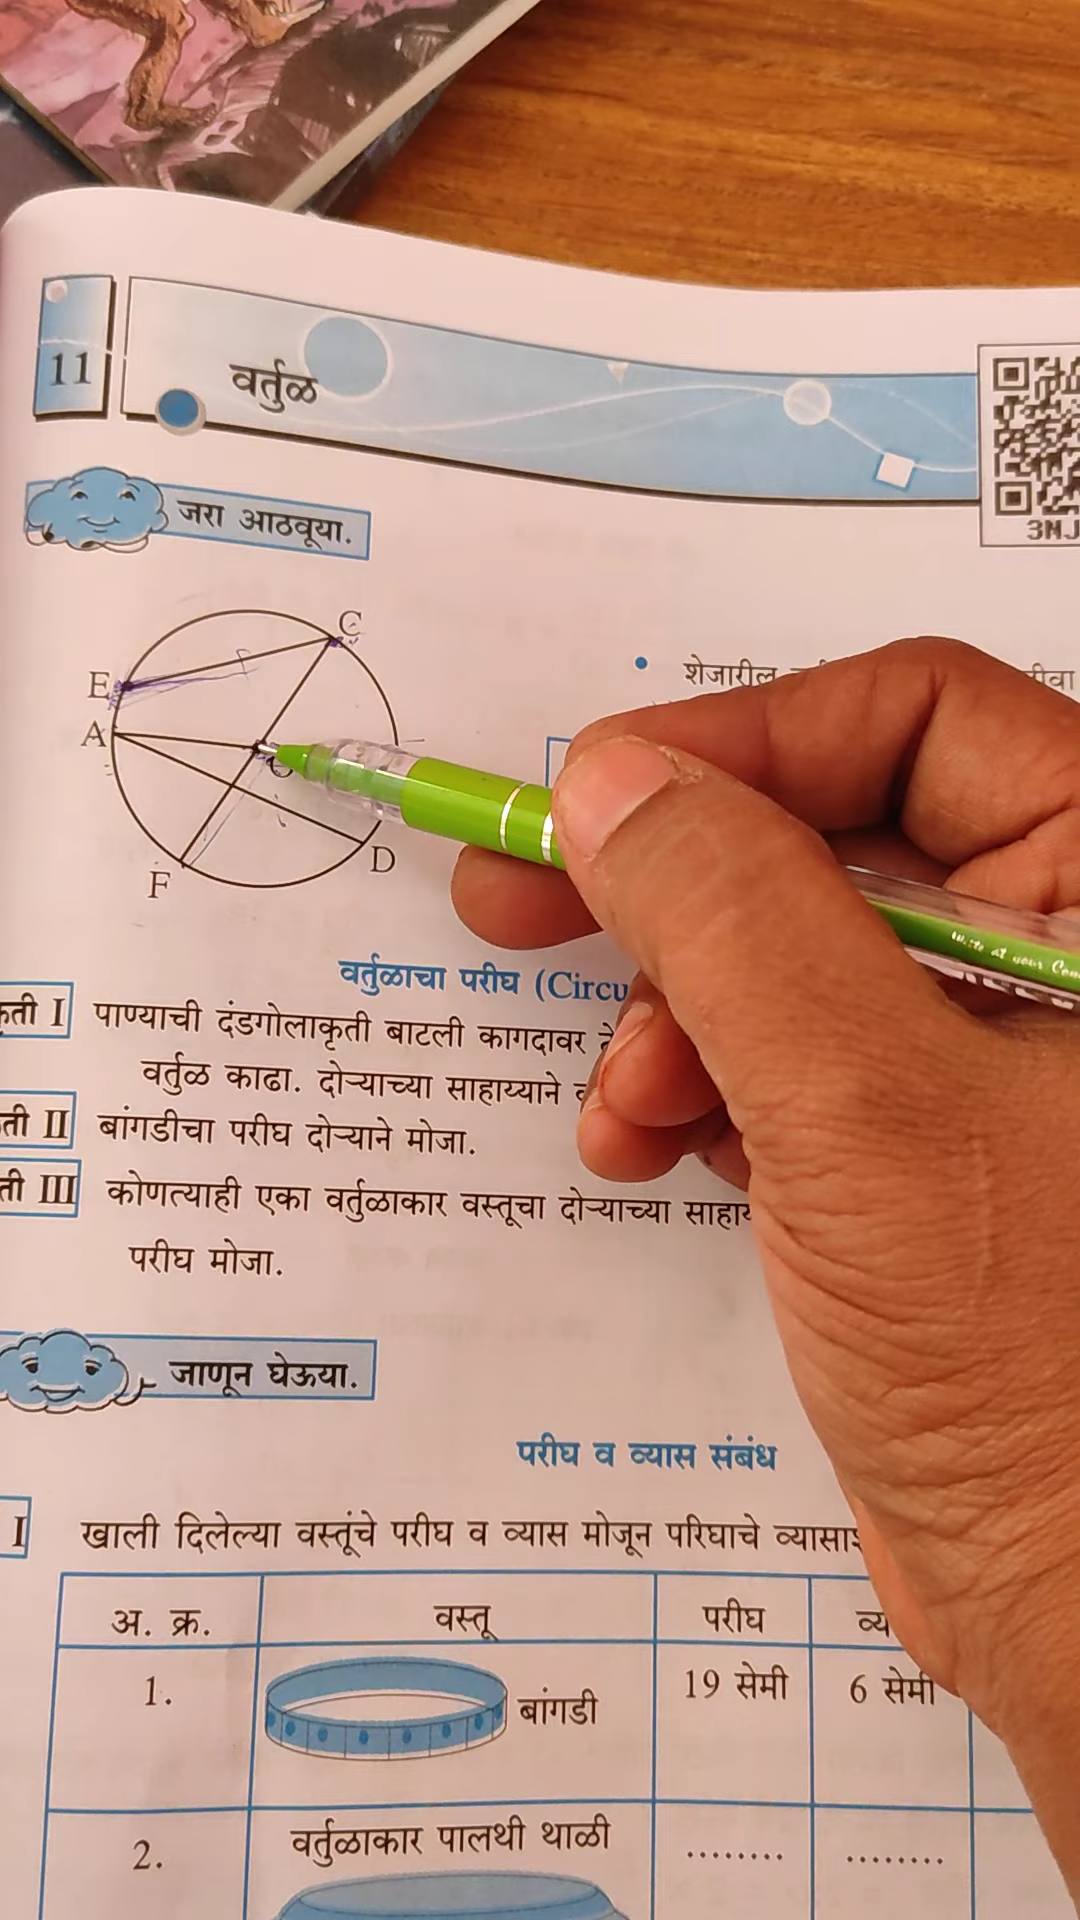 11
वर्तुळ
3MJ
जरा आठवूया.
C
E
A
D
F
शेजारील
वर्तुळाचा परीघ (Circu
कृती I पाण्याची दंडगोलाकृती बाटली कागदावर
वर्तुळ काढा. दोऱ्याच्या साहाय्याने
ती II बांगडीचा परीघ दोऱ्याने मोजा.
ती III कोणत्याही एका वर्तुळाकार वस्तूचा दोऱ्याच्या साहाय
परीघ मोजा.
जाणून घेऊया.
परीघ व व्यास संबंध
I खाली दिलेल्या वस्तूंचे परीघ व व्यास मोजून परिघाचे
अ. क्र. वस्तू परीघ व्य
1. बांगडी 19 सेमी 6 सेमी
2. वर्तुळाकार पालथी थाळी ........ ........